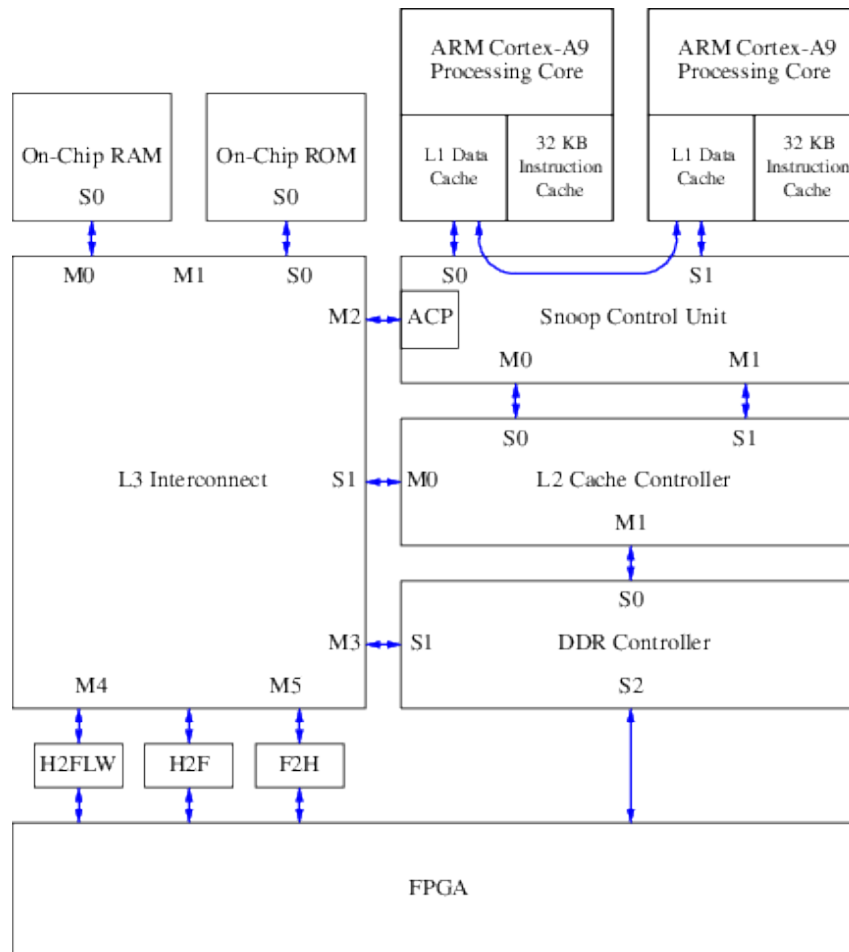 ARM Cortex-A9
Processing Core
ARM Cortex-A9
Processing Core
On-Chip RAM
S0
On-Chip ROM
S0
L1 Data
Cache
32 KB
Instruction
Cache
L1 Data
Cache
32 KB
Instruction
Cache
M0
M1
S0
S0
S1
M2
ACP
Snoop Control Unit
M0
M1
S0
S1
L3 Interconnect
S1
M0
L2 Cache Controller
M1
S0
M3
S1
DDR Controller
M4
M5
S2
H2FLW
H2F
F2H
FPGA